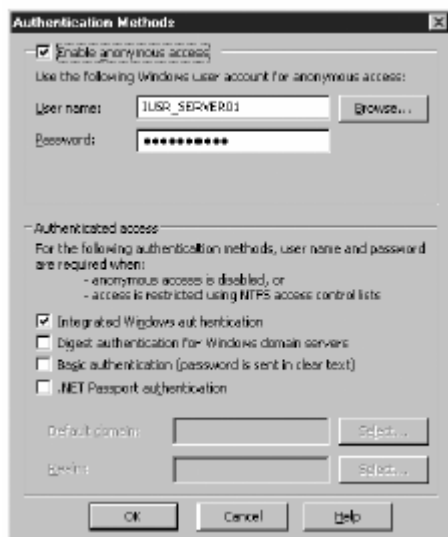 Authentication Methods
Enable anonymous access
Use the following Windows user account for anonymous access:
User name:
IUSR_SERVER01
Browse...
Password:
Authenticated access
For the following authentication methods, user name and password
are required when:
- anonymous access is disabled, or
- access is restricted using NTFS access control lists
Integrated Windows authentication
Digest authentication for Windows domain servers
Basic authentication (password is sent in clear text)
.NET Passport authentication
Default domain:
Select...
Realm:
Select...
OK
Cancel
Help